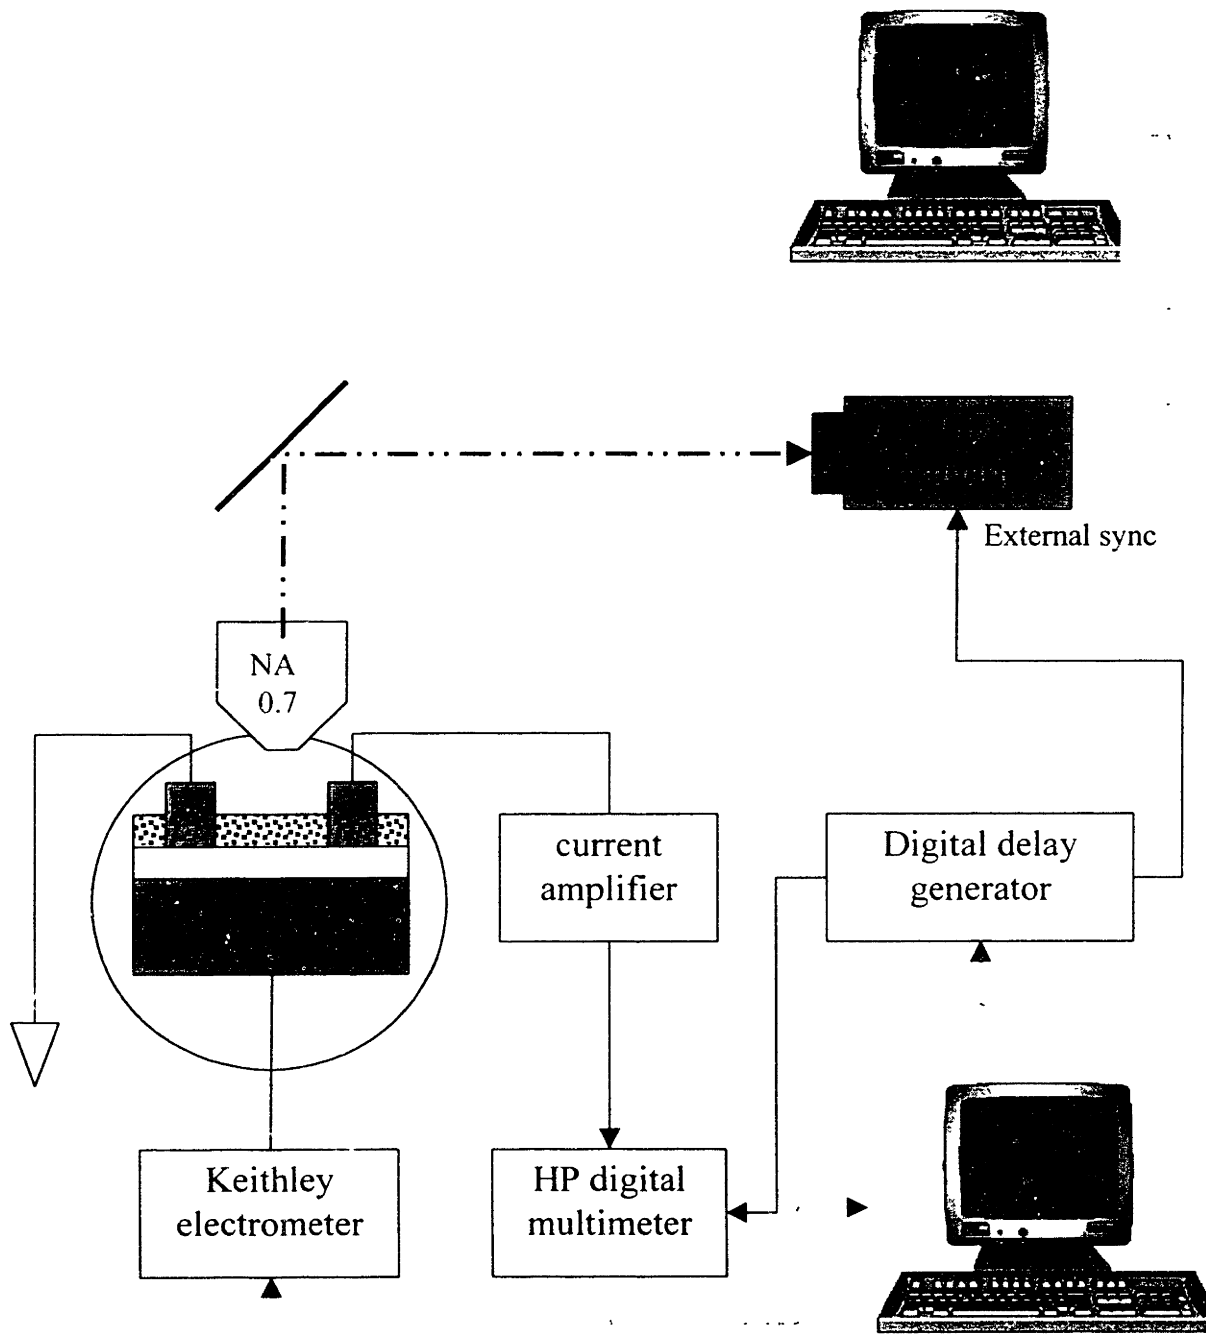 External sync
NA
0.7
current
amplifier
Digital delay
generator
Keithley
electrometer
HP digital
multimeter